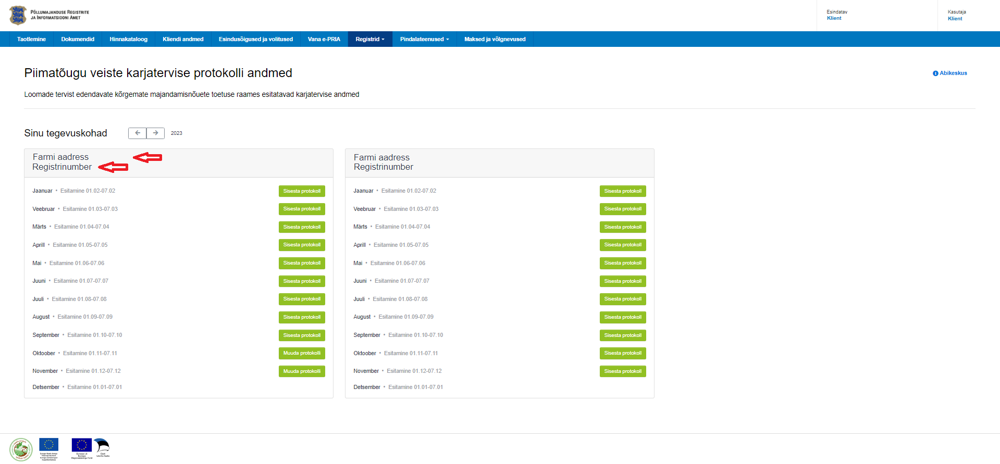 PÕLLUMAJANDUSE REGISTRITE
JA INFORMATSIOONI AMET
Esindatav
Klient
Kasutaja
Klient
Taotlemine Dokumendid Hinnakataloog Kliendi andmed Esindusõigused ja volitused Vana e-PRIA Registrid Pindalateenused Maksed ja võlgnevused
Piimatõugu veiste karjatervise protokolli andmed
Abikeskus
Loomade tervist edendavate kõrgemate majandamisnõuete toetuse raames esitatavad karjatervise andmed
Sinu tegevuskohad ← → 2023
Farmi aadress
Registrinumber
Jaanuar • Esitamine 01.02-07.02 Sisesta protokoll
Veebruar • Esitamine 01.03-07.03 Sisesta protokoll
Märts • Esitamine 01.04-07.04 Sisesta protokoll
Aprill • Esitamine 01.05-07.05 Sisesta protokoll
Mai • Esitamine 01.06-07.06 Sisesta protokoll
Juuni • Esitamine 01.07-07.07 Sisesta protokoll
Juuli • Esitamine 01.08-07.08 Sisesta protokoll
August • Esitamine 01.09-07.09 Sisesta protokoll
September • Esitamine 01.10-07.10 Sisesta protokoll
Oktoober • Esitamine 01.11-07.11 Muuda protokolli
November • Esitamine 01.12-07.12 Muuda protokolli
Detsember • Esitamine 01.01-07.01
Farmi aadress
Registrinumber
Jaanuar • Esitamine 01.02-07.02 Sisesta protokoll
Veebruar • Esitamine 01.03-07.03 Sisesta protokoll
Märts • Esitamine 01.04-07.04 Sisesta protokoll
Aprill • Esitamine 01.05-07.05 Sisesta protokoll
Mai • Esitamine 01.06-07.06 Sisesta protokoll
Juuni • Esitamine 01.07-07.07 Sisesta protokoll
Juuli • Esitamine 01.08-07.08 Sisesta protokoll
August • Esitamine 01.09-07.09 Sisesta protokoll
September • Esitamine 01.10-07.10 Sisesta protokoll
Oktoober • Esitamine 01.11-07.11 Sisesta protokoll
November • Esitamine 01.12-07.12 Sisesta protokoll
Detsember • Esitamine 01.01-07.01
Euroopa Liit
Euroopa
Regionaalarengu Fond
Eesti
tuleviku heaks